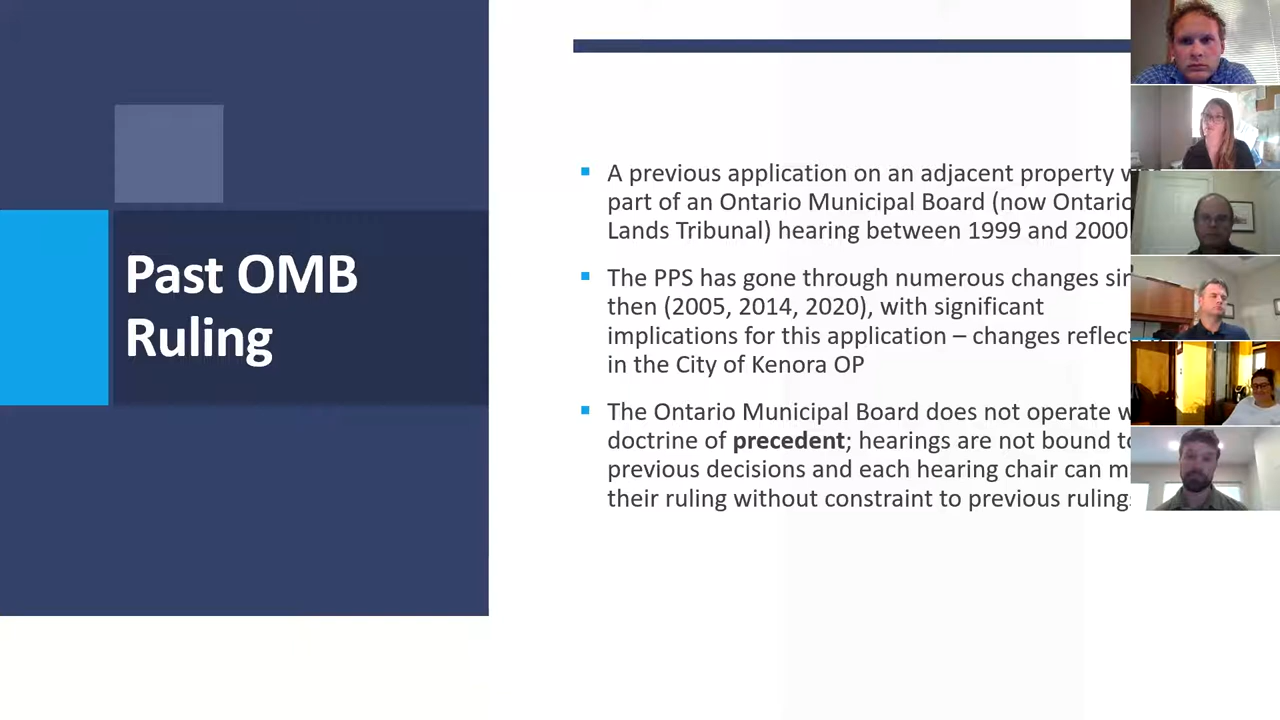 Past OMB
Ruling
A previous application on an adjacent property
part of an Ontario Municipal Board (now Ontario
Lands Tribunal) hearing between 1999 and 2000
The PPS has gone through numerous changes
then (2005, 2014, 2020), with significant
implications for this application – changes
in the City of Kenora OP
The Ontario Municipal Board does not operate
doctrine of precedent; hearings are not bound to
previous decisions and each hearing chair can
their ruling without constraint to previous